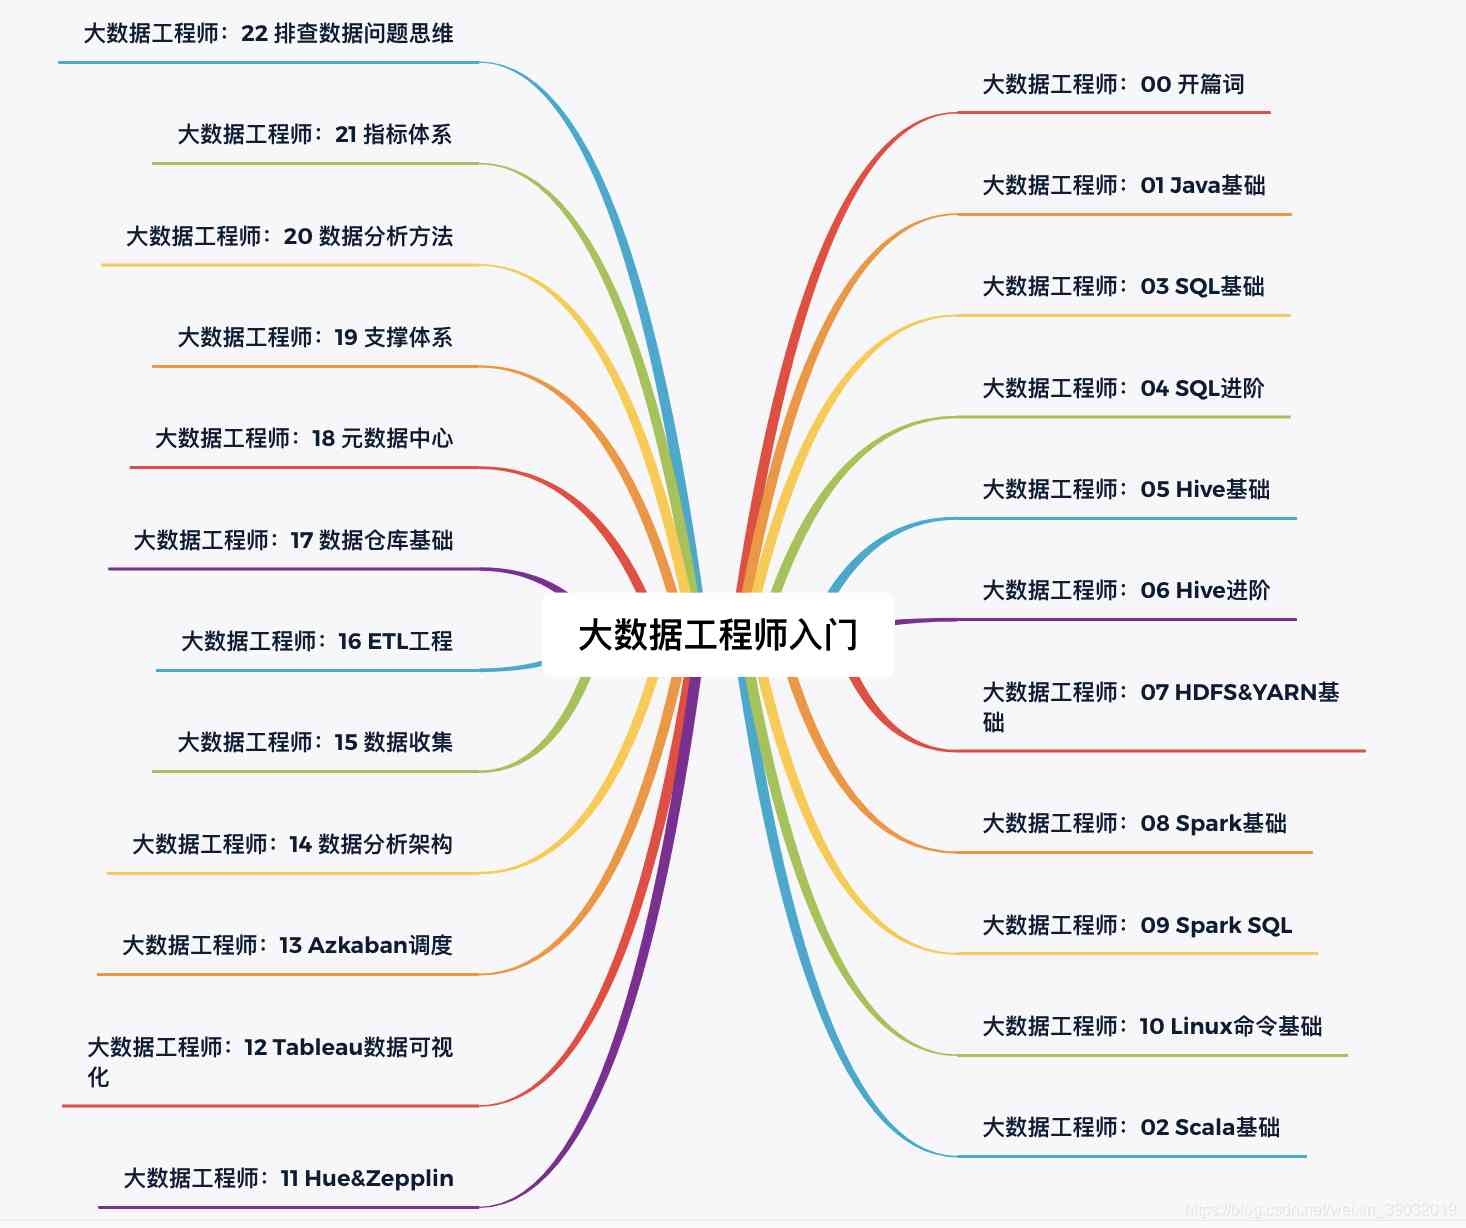 大数据工程师入门
大数据工程师：00 开篇词
大数据工程师：01 Java基础
大数据工程师：03 SQL基础
大数据工程师：04 SQL进阶
大数据工程师：05 Hive基础
大数据工程师：06 Hive进阶
大数据工程师：07 HDFS&YARN基
础
大数据工程师：08 Spark基础
大数据工程师：09 Spark SQL
大数据工程师：10 Linux命令基础
大数据工程师：02 Scala基础
大数据工程师：22 排查数据问题思维
大数据工程师：21 指标体系
大数据工程师：20 数据分析方法
大数据工程师：19 支撑体系
大数据工程师：18 元数据中心
大数据工程师：17 数据仓库基础
大数据工程师：16 ETL工程
大数据工程师：15 数据收集
大数据工程师：14 数据分析架构
大数据工程师：13 Azkaban调度
大数据工程师：12 Tableau数据可视
化
大数据工程师：11 Hue&Zepplin